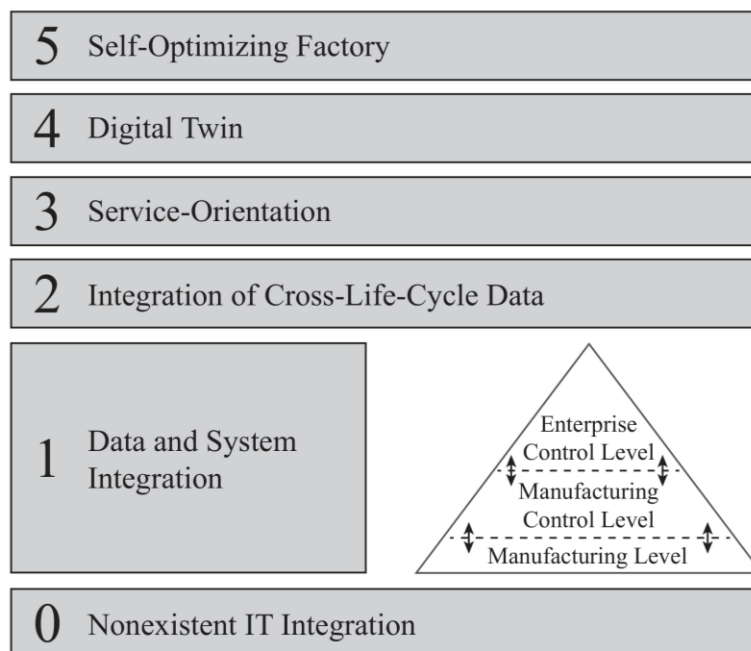 5 Self-Optimizing Factory
4 Digital Twin
3 Service-Orientation
2 Integration of Cross-Life-Cycle Data
1 Data and System
Integration
Enterprise
Control Level
Manufacturing
Control Level
Manufacturing Level
0 Nonexistent IT Integration